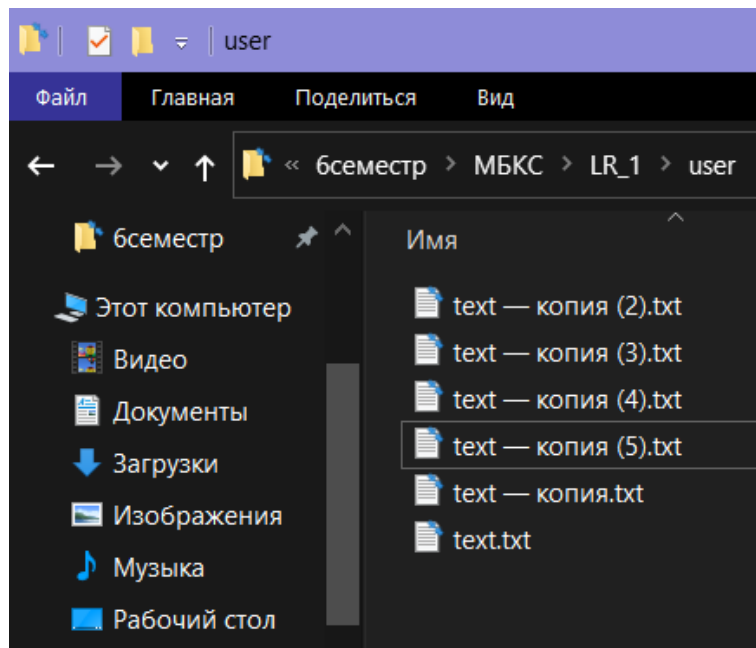 user
Файл Главная Поделиться Вид
« 6семестр > МБКС > LR_1 > user
6семестр
Этот компьютер
Видео
Документы
Загрузки
Изображения
Музыка
Рабочий стол
Имя
text — копия (2).txt
text — копия (3).txt
text — копия (4).txt
text — копия (5).txt
text — копия.txt
text.txt